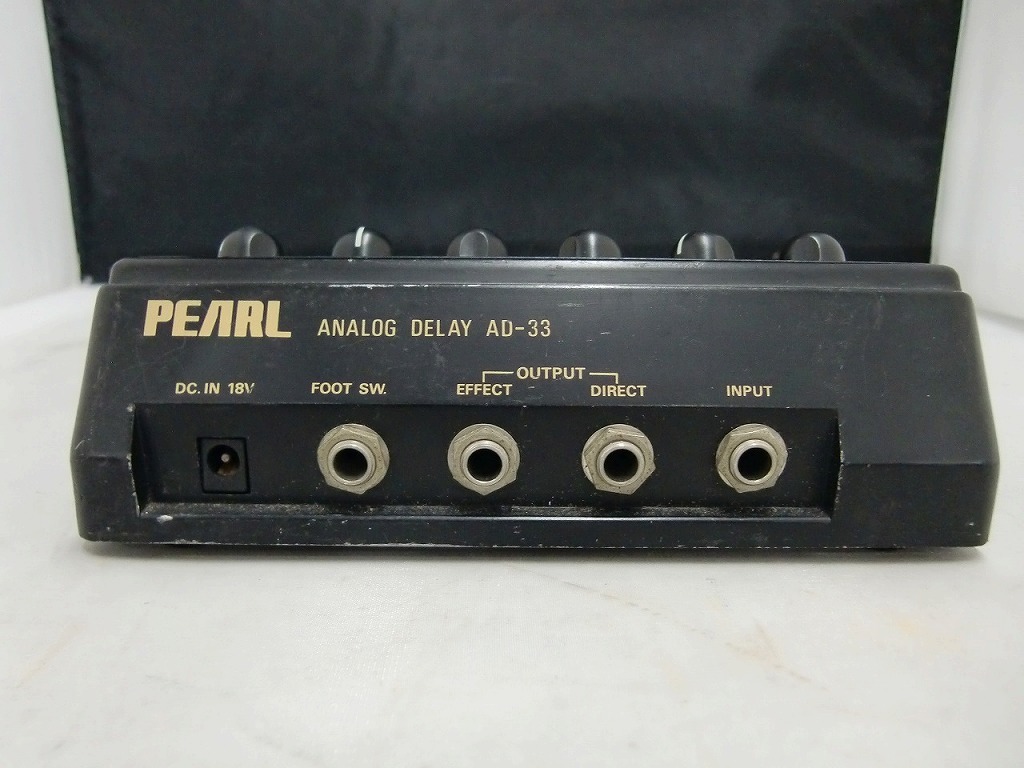 PEARL ANALOG DELAY AD-33
OUTPUT
DC. IN 18V FOOT SW. EFFECT DIRECT INPUT